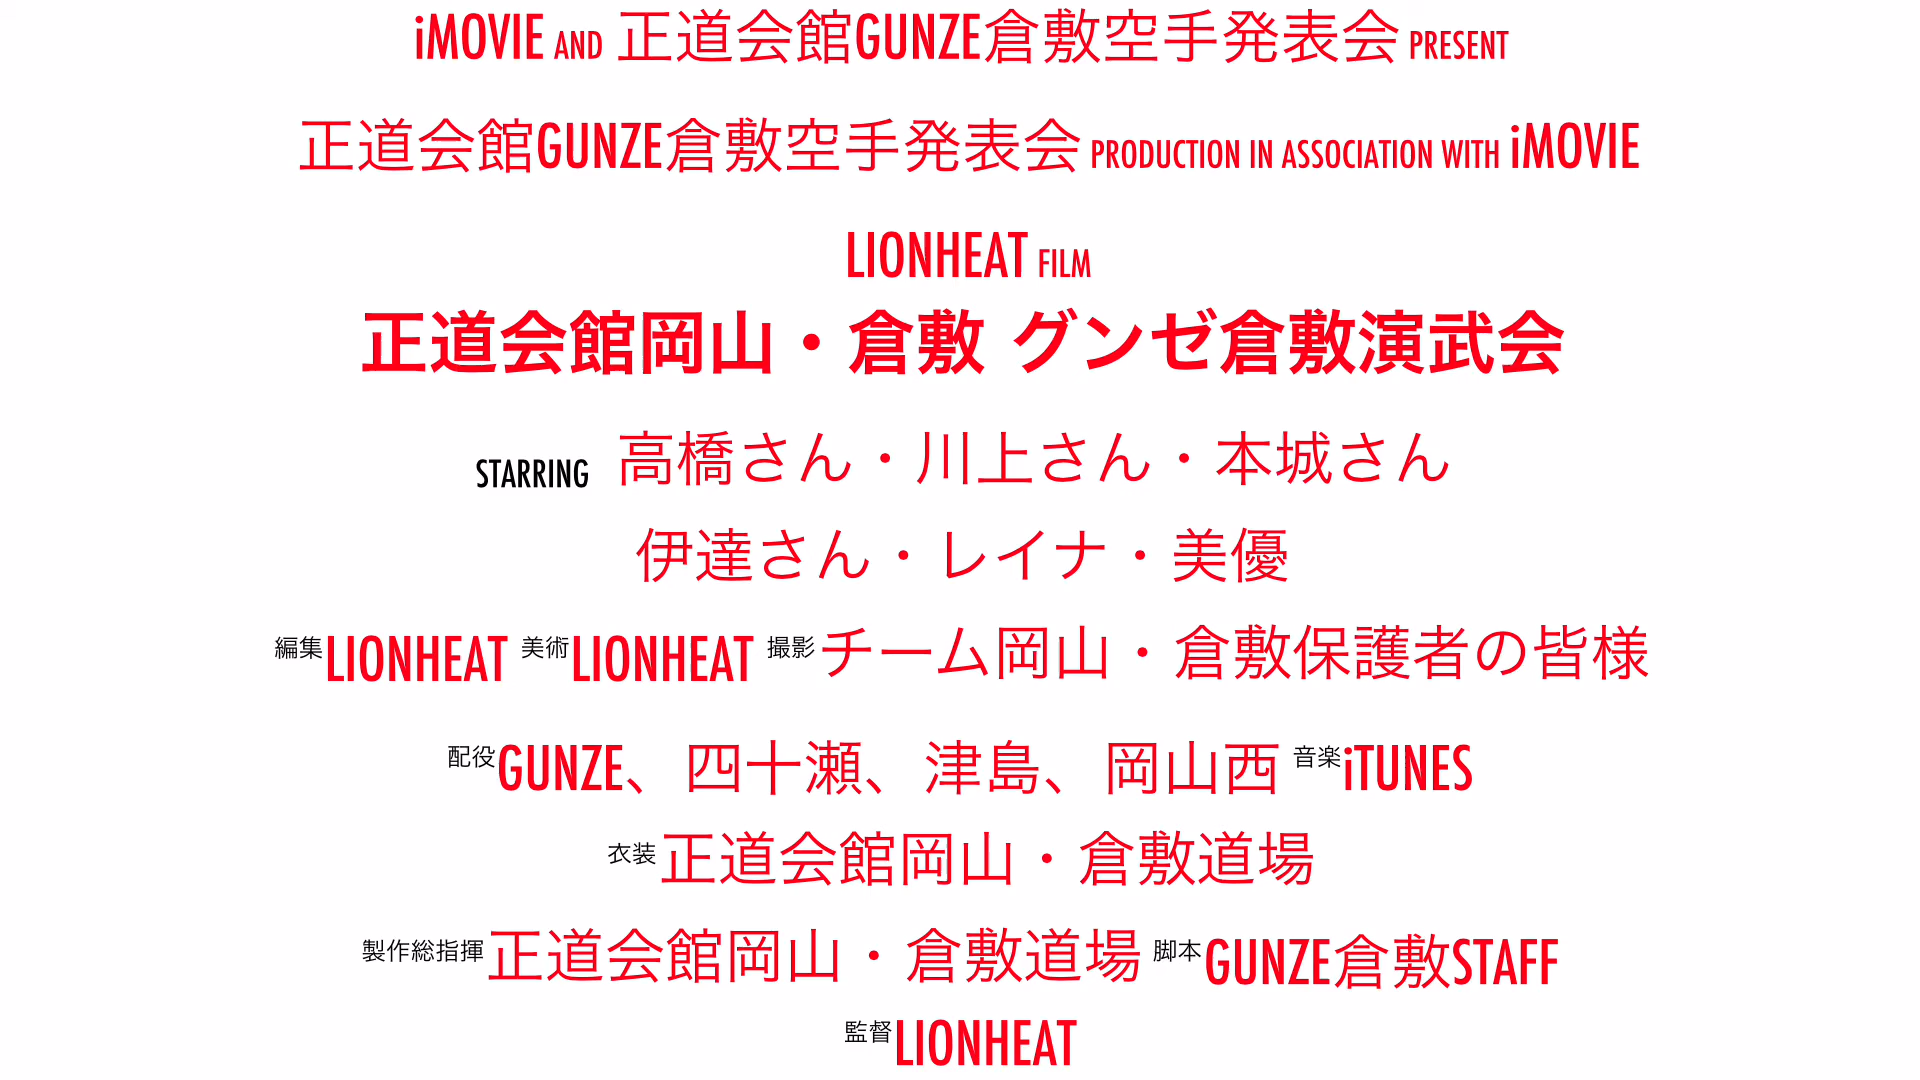 iMOVIE AND 正道会館GUNZE倉敷空手発表会 PRESENT
正道会館GUNZE倉敷空手発表会 PRODUCTION IN ASSOCIATION WITH iMOVIE
LIONHEAT FILM
正道会館岡山・倉敷 グンゼ倉敷演武会
STARRING 高橋さん・川上さん・本城さん
伊達さん・レイナ・美優
編集LIONHEAT 美術LIONHEAT 撮影チーム岡山・倉敷保護者の皆様
配役GUNZE、四十瀬、津島、岡山西 音楽iTUNES
衣装正道会館岡山・倉敷道場
製作総指揮正道会館岡山・倉敷道場 脚本GUNZE倉敷STAFF
監督LIONHEAT